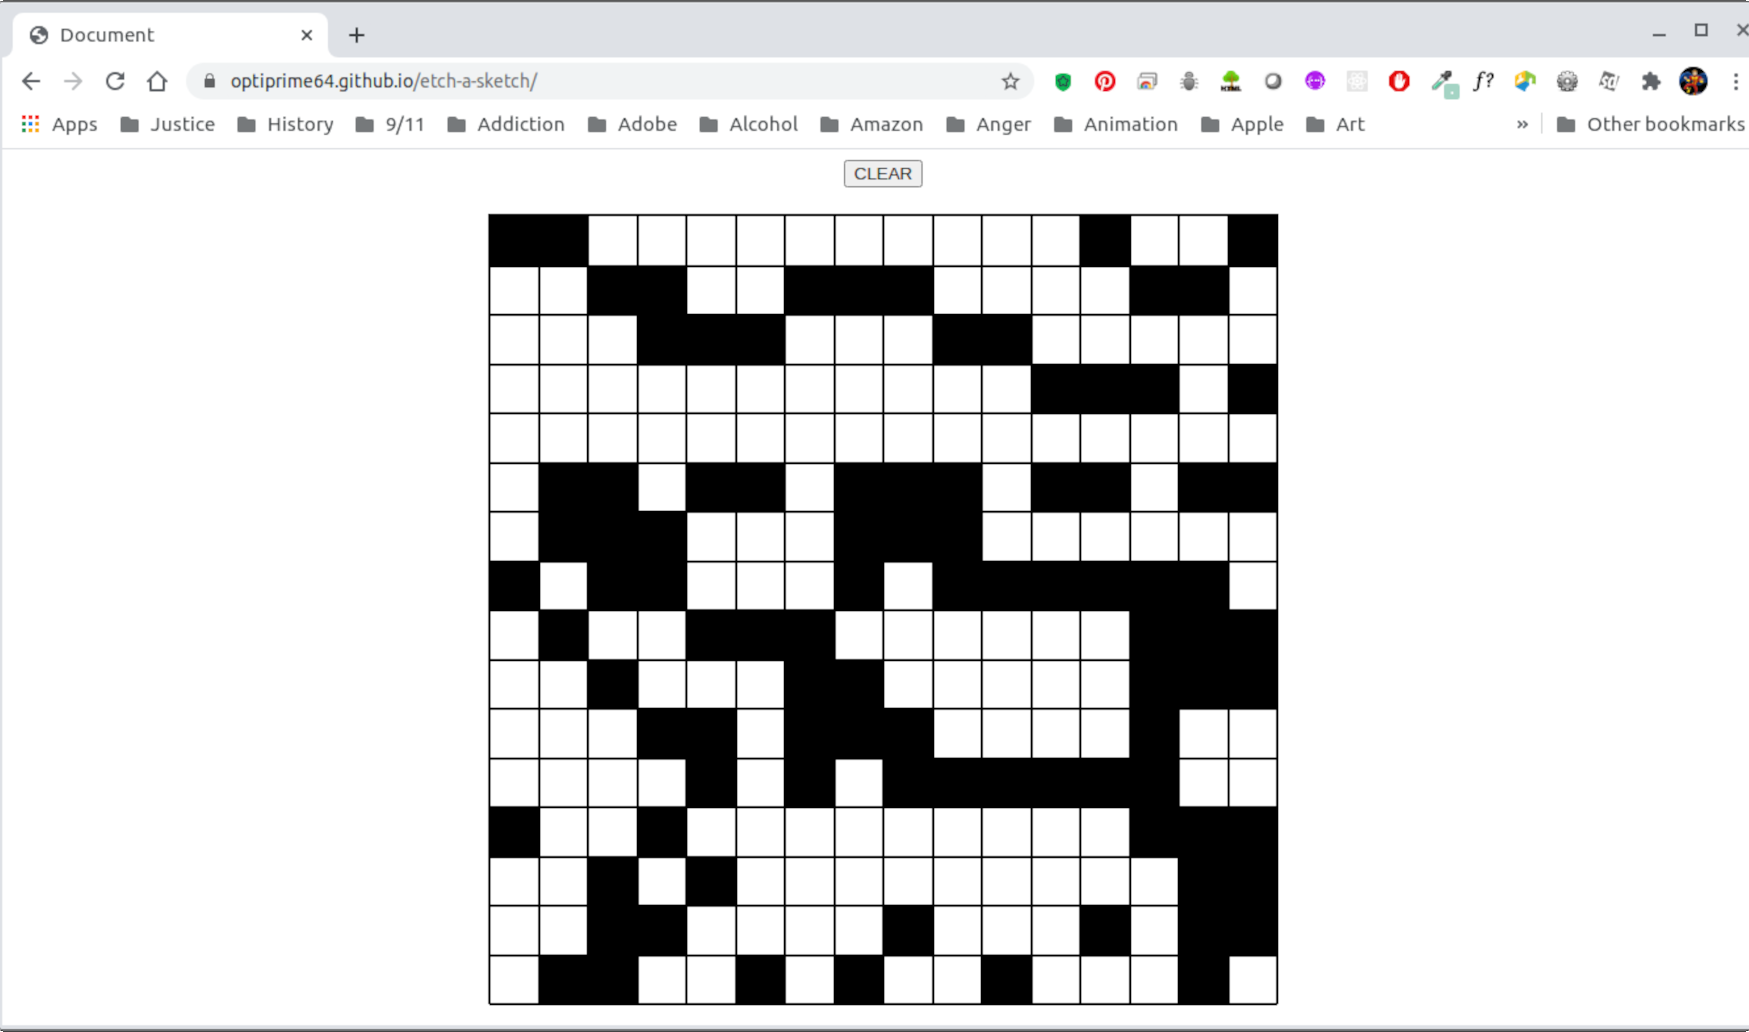 Document
optiprime64.github.io/etch-a-sketch/
HTML f?
Apps Justice History 9/11 Addiction Adobe Alcohol Amazon Anger Animation Apple Art » Other bookmarks
CLEAR